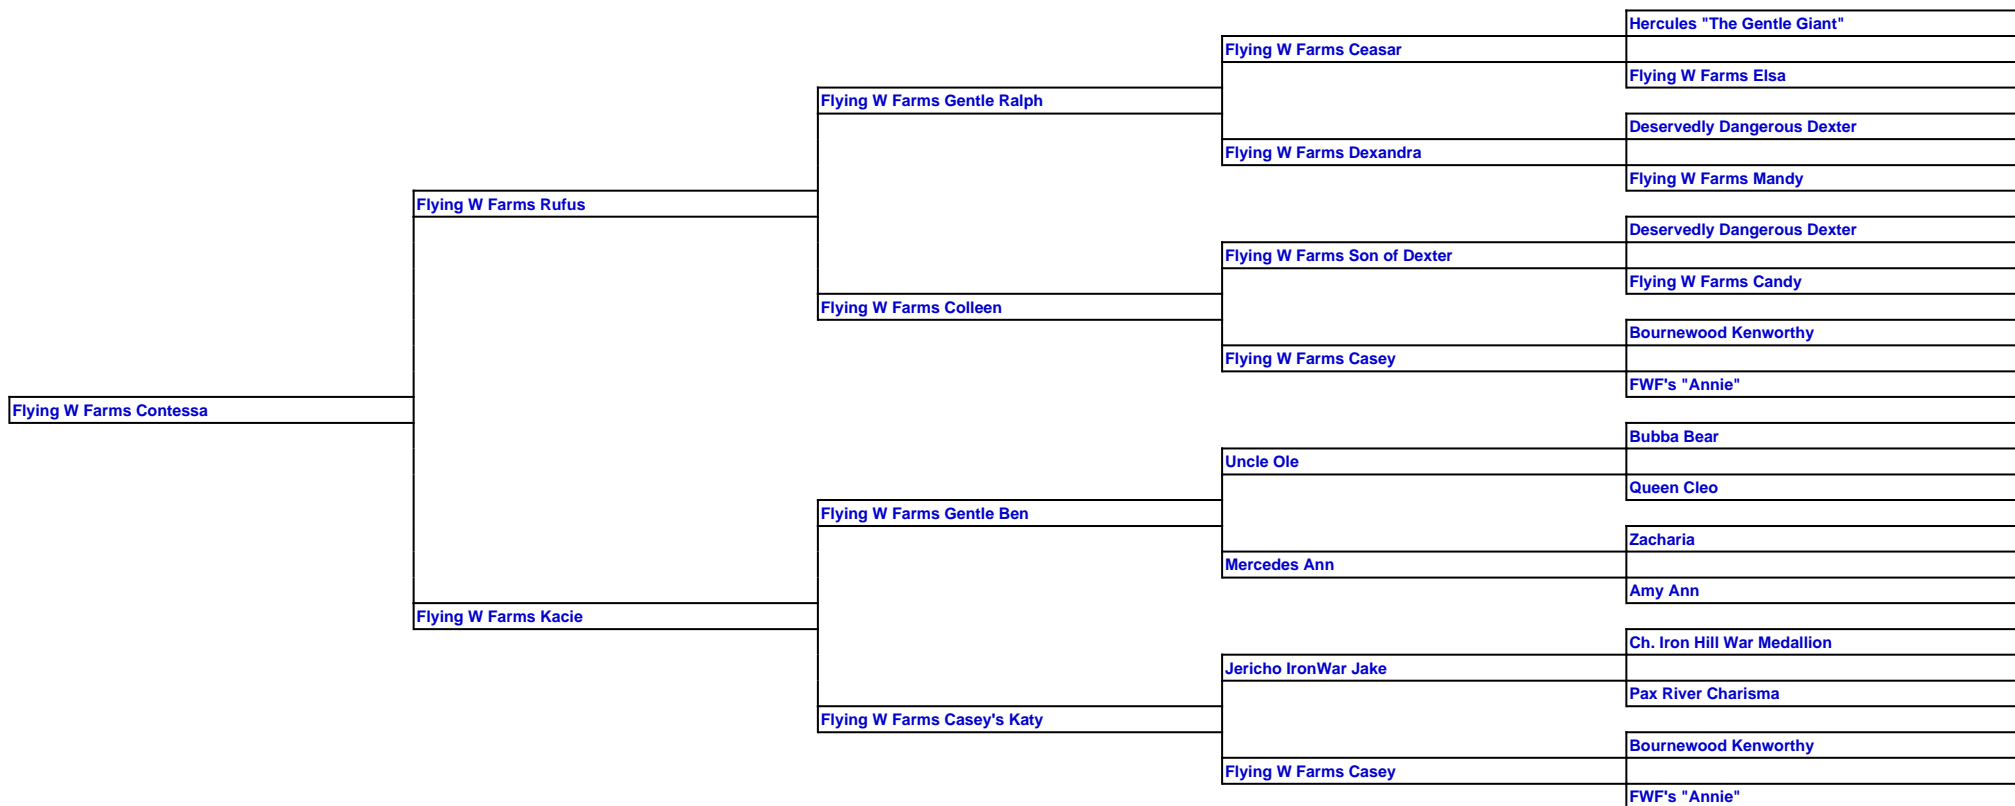 Hercules "The Gentle Giant"
Flying W Farms Ceasar
Flying W Farms Elsa
Flying W Farms Gentle Ralph
Deservedly Dangerous Dexter
Flying W Farms Dexandra
Flying W Farms Mandy
Flying W Farms Rufus
Deservedly Dangerous Dexter
Flying W Farms Son of Dexter
Flying W Farms Candy
Flying W Farms Colleen
Bournewood Kenworthy
Flying W Farms Casey
FWF's "Annie"
Flying W Farms Contessa
Bubba Bear
Uncle Ole
Queen Cleo
Flying W Farms Gentle Ben
Zacharia
Mercedes Ann
Amy Ann
Flying W Farms Kacie
Ch. Iron Hill War Medallion
Jericho IronWar Jake
Pax River Charisma
Flying W Farms Casey's Katy
Bournewood Kenworthy
Flying W Farms Casey
FWF's "Annie"